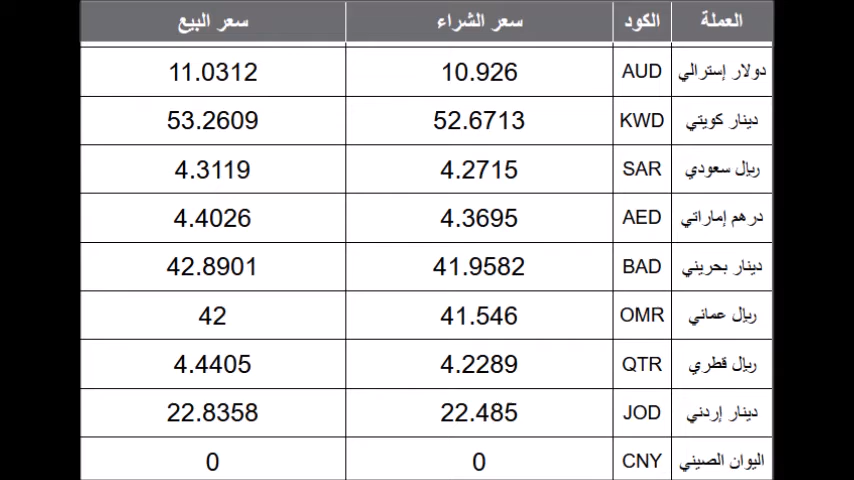 العملة الكود سعر الشراء سعر البيع
دولار إسترالي AUD 10.926 11.0312
دينار كويتي KWD 52.6713 53.2609
ريال سعودي SAR 4.2715 4.3119
درهم إماراتي AED 4.3695 4.4026
دينار بحريني BAD 41.9582 42.8901
ريال عماني OMR 41.546 42
ريال قطري QTR 4.2289 4.4405
دينار إردني JOD 22.485 22.8358
اليوان الصيني CNY 0 0